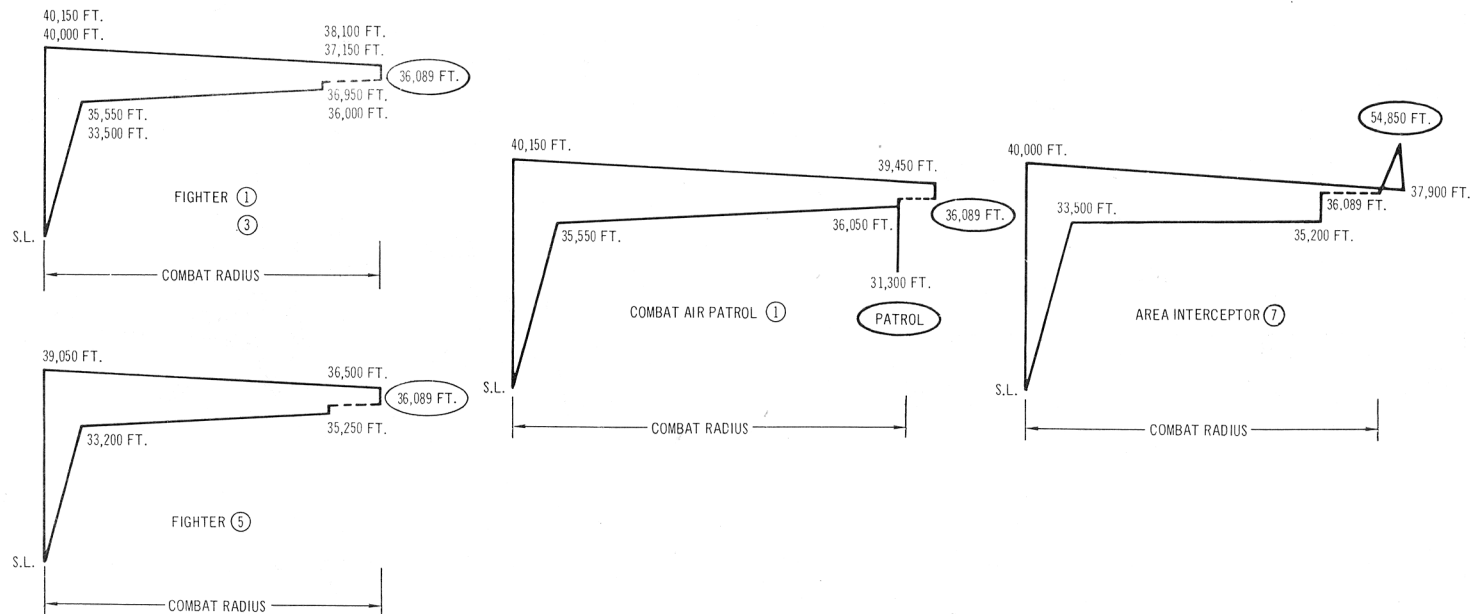 40,150 FT.
40,000 FT.
38,100 FT.
37,150 FT.
36,089 FT.
36,950 FT.
36,000 FT.
35,550 FT.
33,500 FT.
FIGHTER ①
③
S.L.
COMBAT RADIUS
39,050 FT.
36,500 FT.
36,089 FT.
35,250 FT.
33,200 FT.
FIGHTER ⑤
S.L.
COMBAT RADIUS
40,150 FT.
39,450 FT.
36,089 FT.
36,050 FT.
35,550 FT.
31,300 FT.
COMBAT AIR PATROL ①
PATROL
S.L.
COMBAT RADIUS
54,850 FT.
40,000 FT.
37,900 FT.
36.089 FT.
33,500 FT.
35,200 FT.
AREA INTERCEPTOR ⑦
S.L.
COMBAT RADIUS